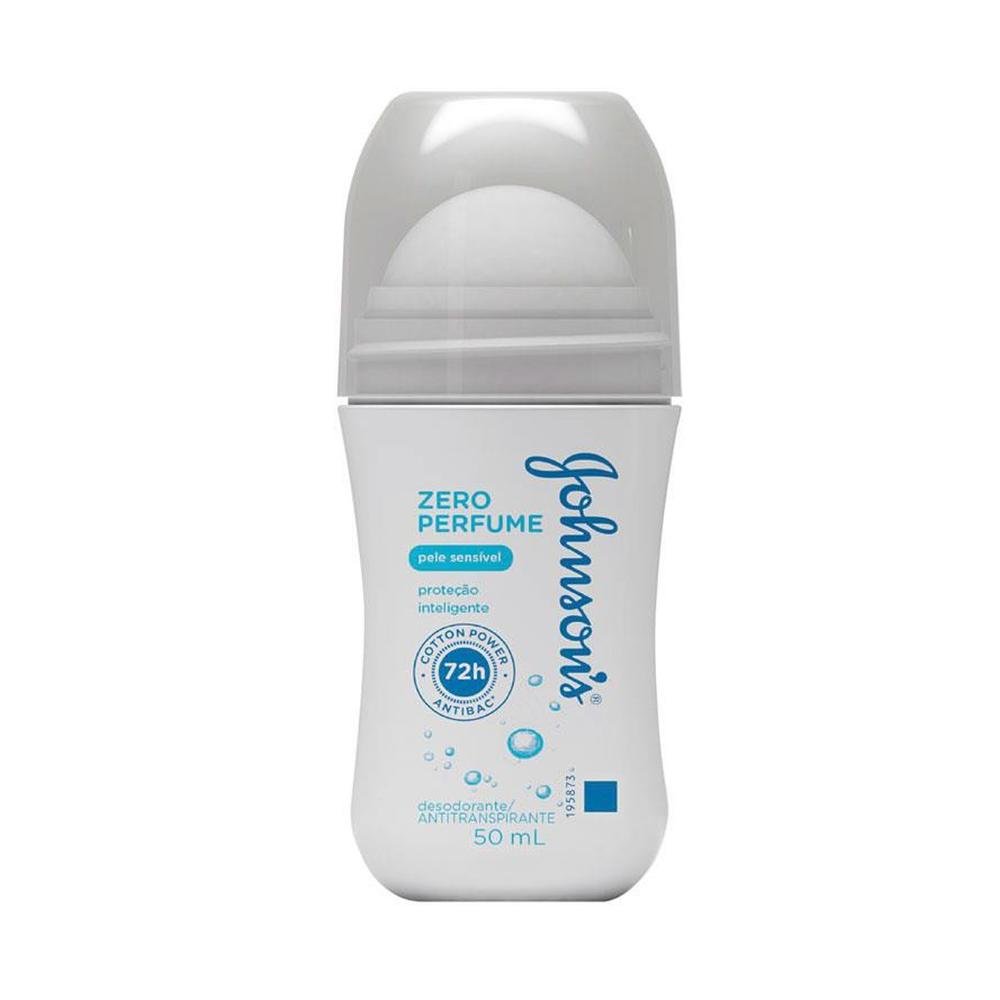 johnson's®
ZERO
PERFUME
pele sensível
proteção
inteligente
COTTON POWER
72h
ANTIBAC*
desodorante/
ANTITRANSPIRANTE
50 mL
195873